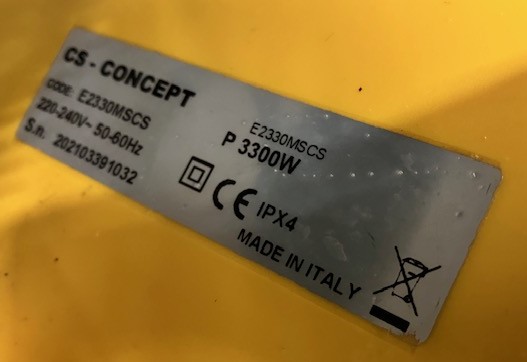 CS - CONCEPT
CODE: E2330MSCS
220-240V~ 50-60Hz
S.n. 202103391032
E2330MSCS
P 3300W
CE IPX4
MADE IN ITALY